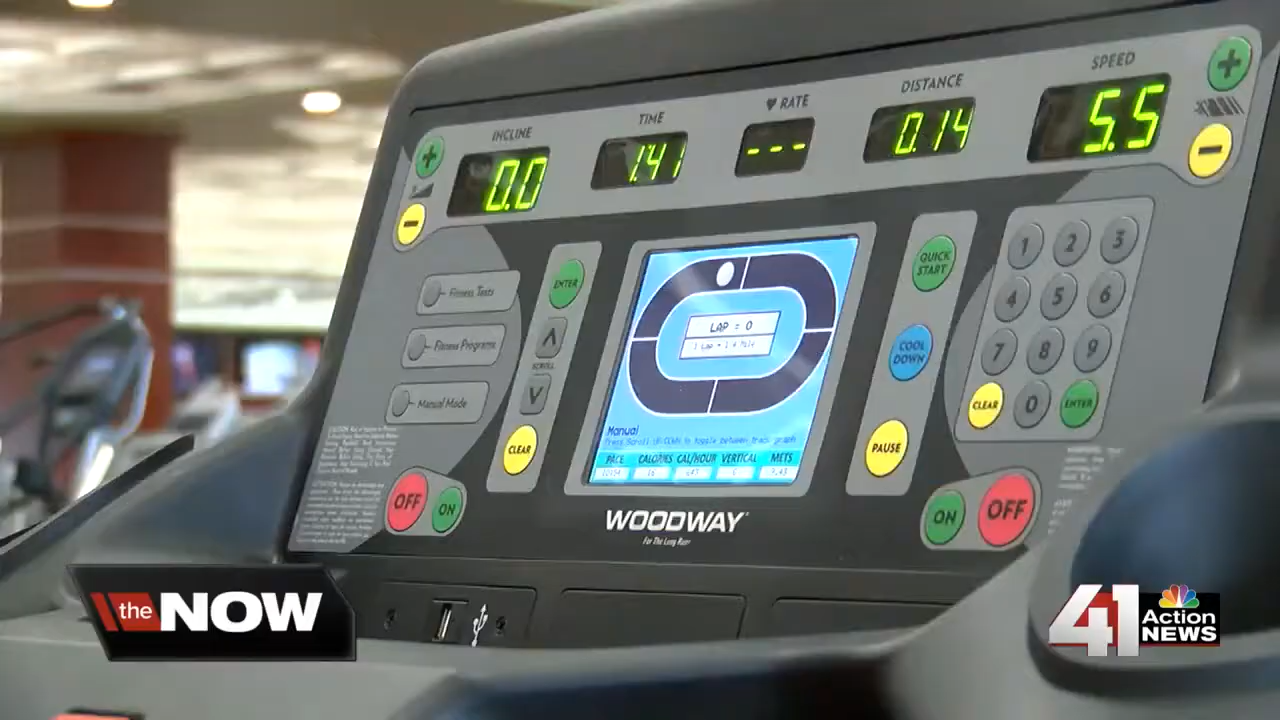 INCLINE
TIME
♥ RATE
DISTANCE
SPEED
0.0
1:41
---
0.14
5.5
+
-
+
-
Fitness Tests
Fitness Programs
Manual Mode
ENTER
SCROLL
CLEAR
OFF
ON
LAP = 0
Manual
PACE CALORIES CAL/HOUR VERTICAL METS
QUICK
START
COOL
DOWN
PAUSE
1 2 3
4 5 6
7 8 9
CLEAR 0 ENTER
ON
OFF
WOODWAY
For The Long Run
the NOW
41 Action
NEWS